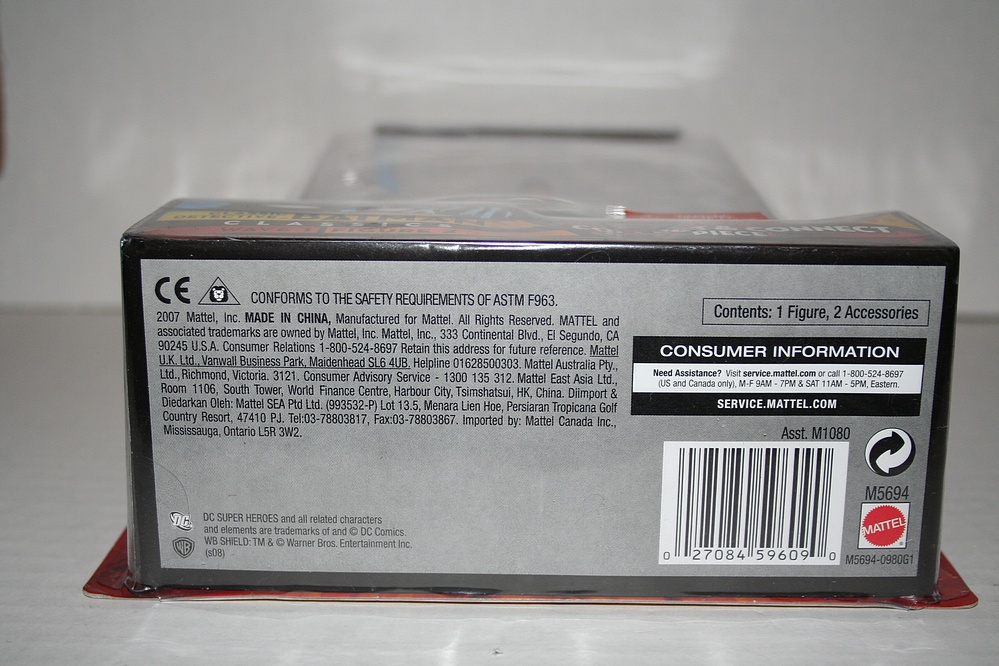 CLASSICS
CONNECT
PIECE
CE
CONFORMS TO THE SAFETY REQUIREMENTS OF ASTM F963.
2007 Mattel, Inc. MADE IN CHINA, Manufactured for Mattel. All Rights Reserved. MATTEL and
associated trademarks are owned by Mattel, Inc. Mattel, Inc., 333 Continental Blvd., El Segundo, CA
90245 U.S.A. Consumer Relations 1-800-524-8697 Retain this address for future reference. Mattel
U.K. Ltd., Vanwall Business Park, Maidenhead SL6 4UB. Helpline 01628500303. Mattel Australia Pty.,
Ltd., Richmond, Victoria. 3121. Consumer Advisory Service - 1300 135 312. Mattel East Asia Ltd.,
Room 1106, South Tower, World Finance Centre, Harbour City, Tsimshatsui, HK, China. Diimport &
Diedarkan Oleh: Mattel SEA Ptd Ltd. (993532-P) Lot 13.5, Menara Lien Hoe, Persiaran Tropicana Golf
Country Resort, 47410 PJ. Tel:03-78803817, Fax:03-78803867. Imported by: Mattel Canada Inc.,
Mississauga, Ontario L5R 3W2.
DC
DC SUPER HEROES and all related characters
and elements are trademarks of and © DC Comics.
WB SHIELD: TM & © Warner Bros. Entertainment Inc.
(s08)
WB
Contents: 1 Figure, 2 Accessories
CONSUMER INFORMATION
Need Assistance? Visit service.mattel.com or call 1-800-524-8697
(US and Canada only), M-F 9AM - 7PM & SAT 11AM - 5PM, Eastern.
SERVICE.MATTEL.COM
Asst. M1080
0 27084 59609 0
M5694
MATTEL
M5694-0980G1